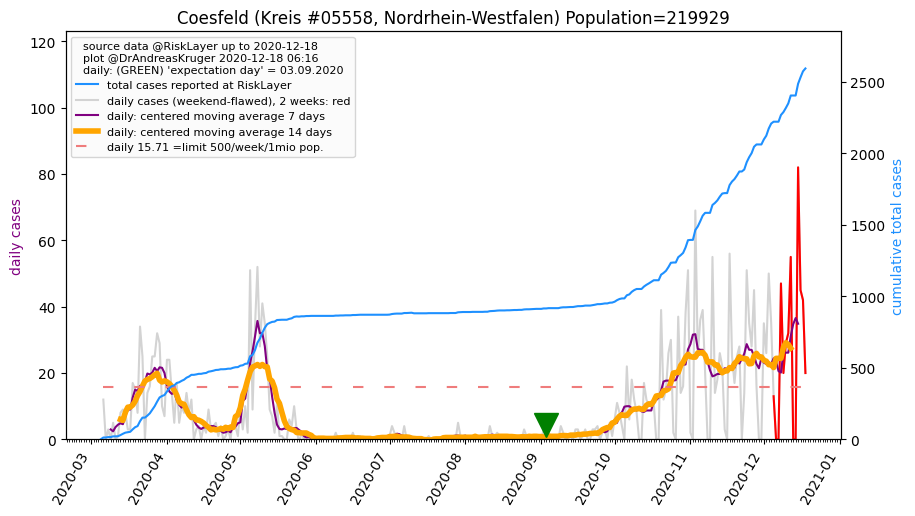 Coesfeld (Kreis #05558, Nordrhein-Westfalen) Population=219929
source data @RiskLayer up to 2020-12-18
plot @DrAndreasKruger 2020-12-18 06:16
daily: (GREEN) 'expectation day' = 03.09.2020
total cases reported at RiskLayer
daily cases (weekend-flawed), 2 weeks: red
daily: centered moving average 7 days
daily: centered moving average 14 days
daily 15.71 =limit 500/week/1mio pop.
daily cases
120
100
80
60
40
20
0
cumulative total cases
2500
2000
1500
1000
500
0
2020-03
2020-04
2020-05
2020-06
2020-07
2020-08
2020-09
2020-10
2020-11
2020-12
2021-01